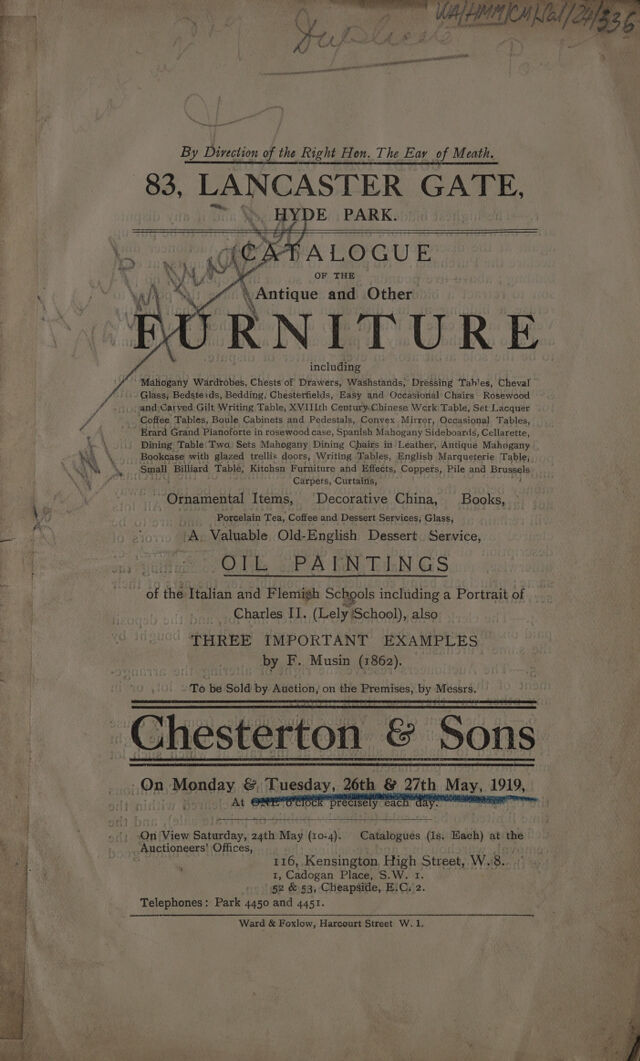 WA/HMM/CM/Sal/24/336
Duplicate
By Direction of the Right Hon. The Ear of Meath.
83, LANCASTER GATE,
HYDE PARK.
CATALOGUE
OF THE
Antique and Other
FURNITURE
including
Mahogany Wardrobes, Chests of Drawers, Washstands, Dressing Tables, Cheval
Glass, Bedsteads, Bedding, Chesterfields, Easy and Occasional Chairs Rosewood
and Carved Gilt Writing Table, XVIIIth Century Chinese Work Table, Set Lacquer
Coffee Tables, Boule Cabinets and Pedestals, Convex Mirror, Occasional Tables,
Erard Grand Pianoforte in rosewood case, Spanish Mahogany Sideboards, Cellarette,
Dining Table Two Sets Mahogany Dining Chairs in Leather, Antique Mahogany
Bookcase with glazed trellis doors, Writing Tables, English Marqueterie Table,
Small Billiard Table, Kitchen Furniture and Effects, Coppers, Pile and Brussels
Carpers, Curtains,
Ornamental Items, Decorative China, Books,
Porcelain Tea, Coffee and Dessert Services, Glass,
A Valuable Old-English Dessert Service,
OIL PAINTINGS
of the Italian and Flemish Schools including a Portrait of
Charles II. (Lely School), also
THREE IMPORTANT EXAMPLES
by F. Musin (1862).
To be Sold by Auction, on the Premises, by Messrs.
Chesterton & Sons
On Monday & Tuesday, 26th & 27th May, 1919,
At ONE o'clock precisely each day.
On View Saturday, 24th May (10-4). Catalogues (1s. Each) at the
Auctioneers' Offices,
116, Kensington High Street, W. 8.
1, Cadogan Place, S.W. 1.
52 & 53, Cheapside, E.C. 2.
Telephones: Park 4450 and 4451.
Ward & Foxlow, Harcourt Street W. 1.